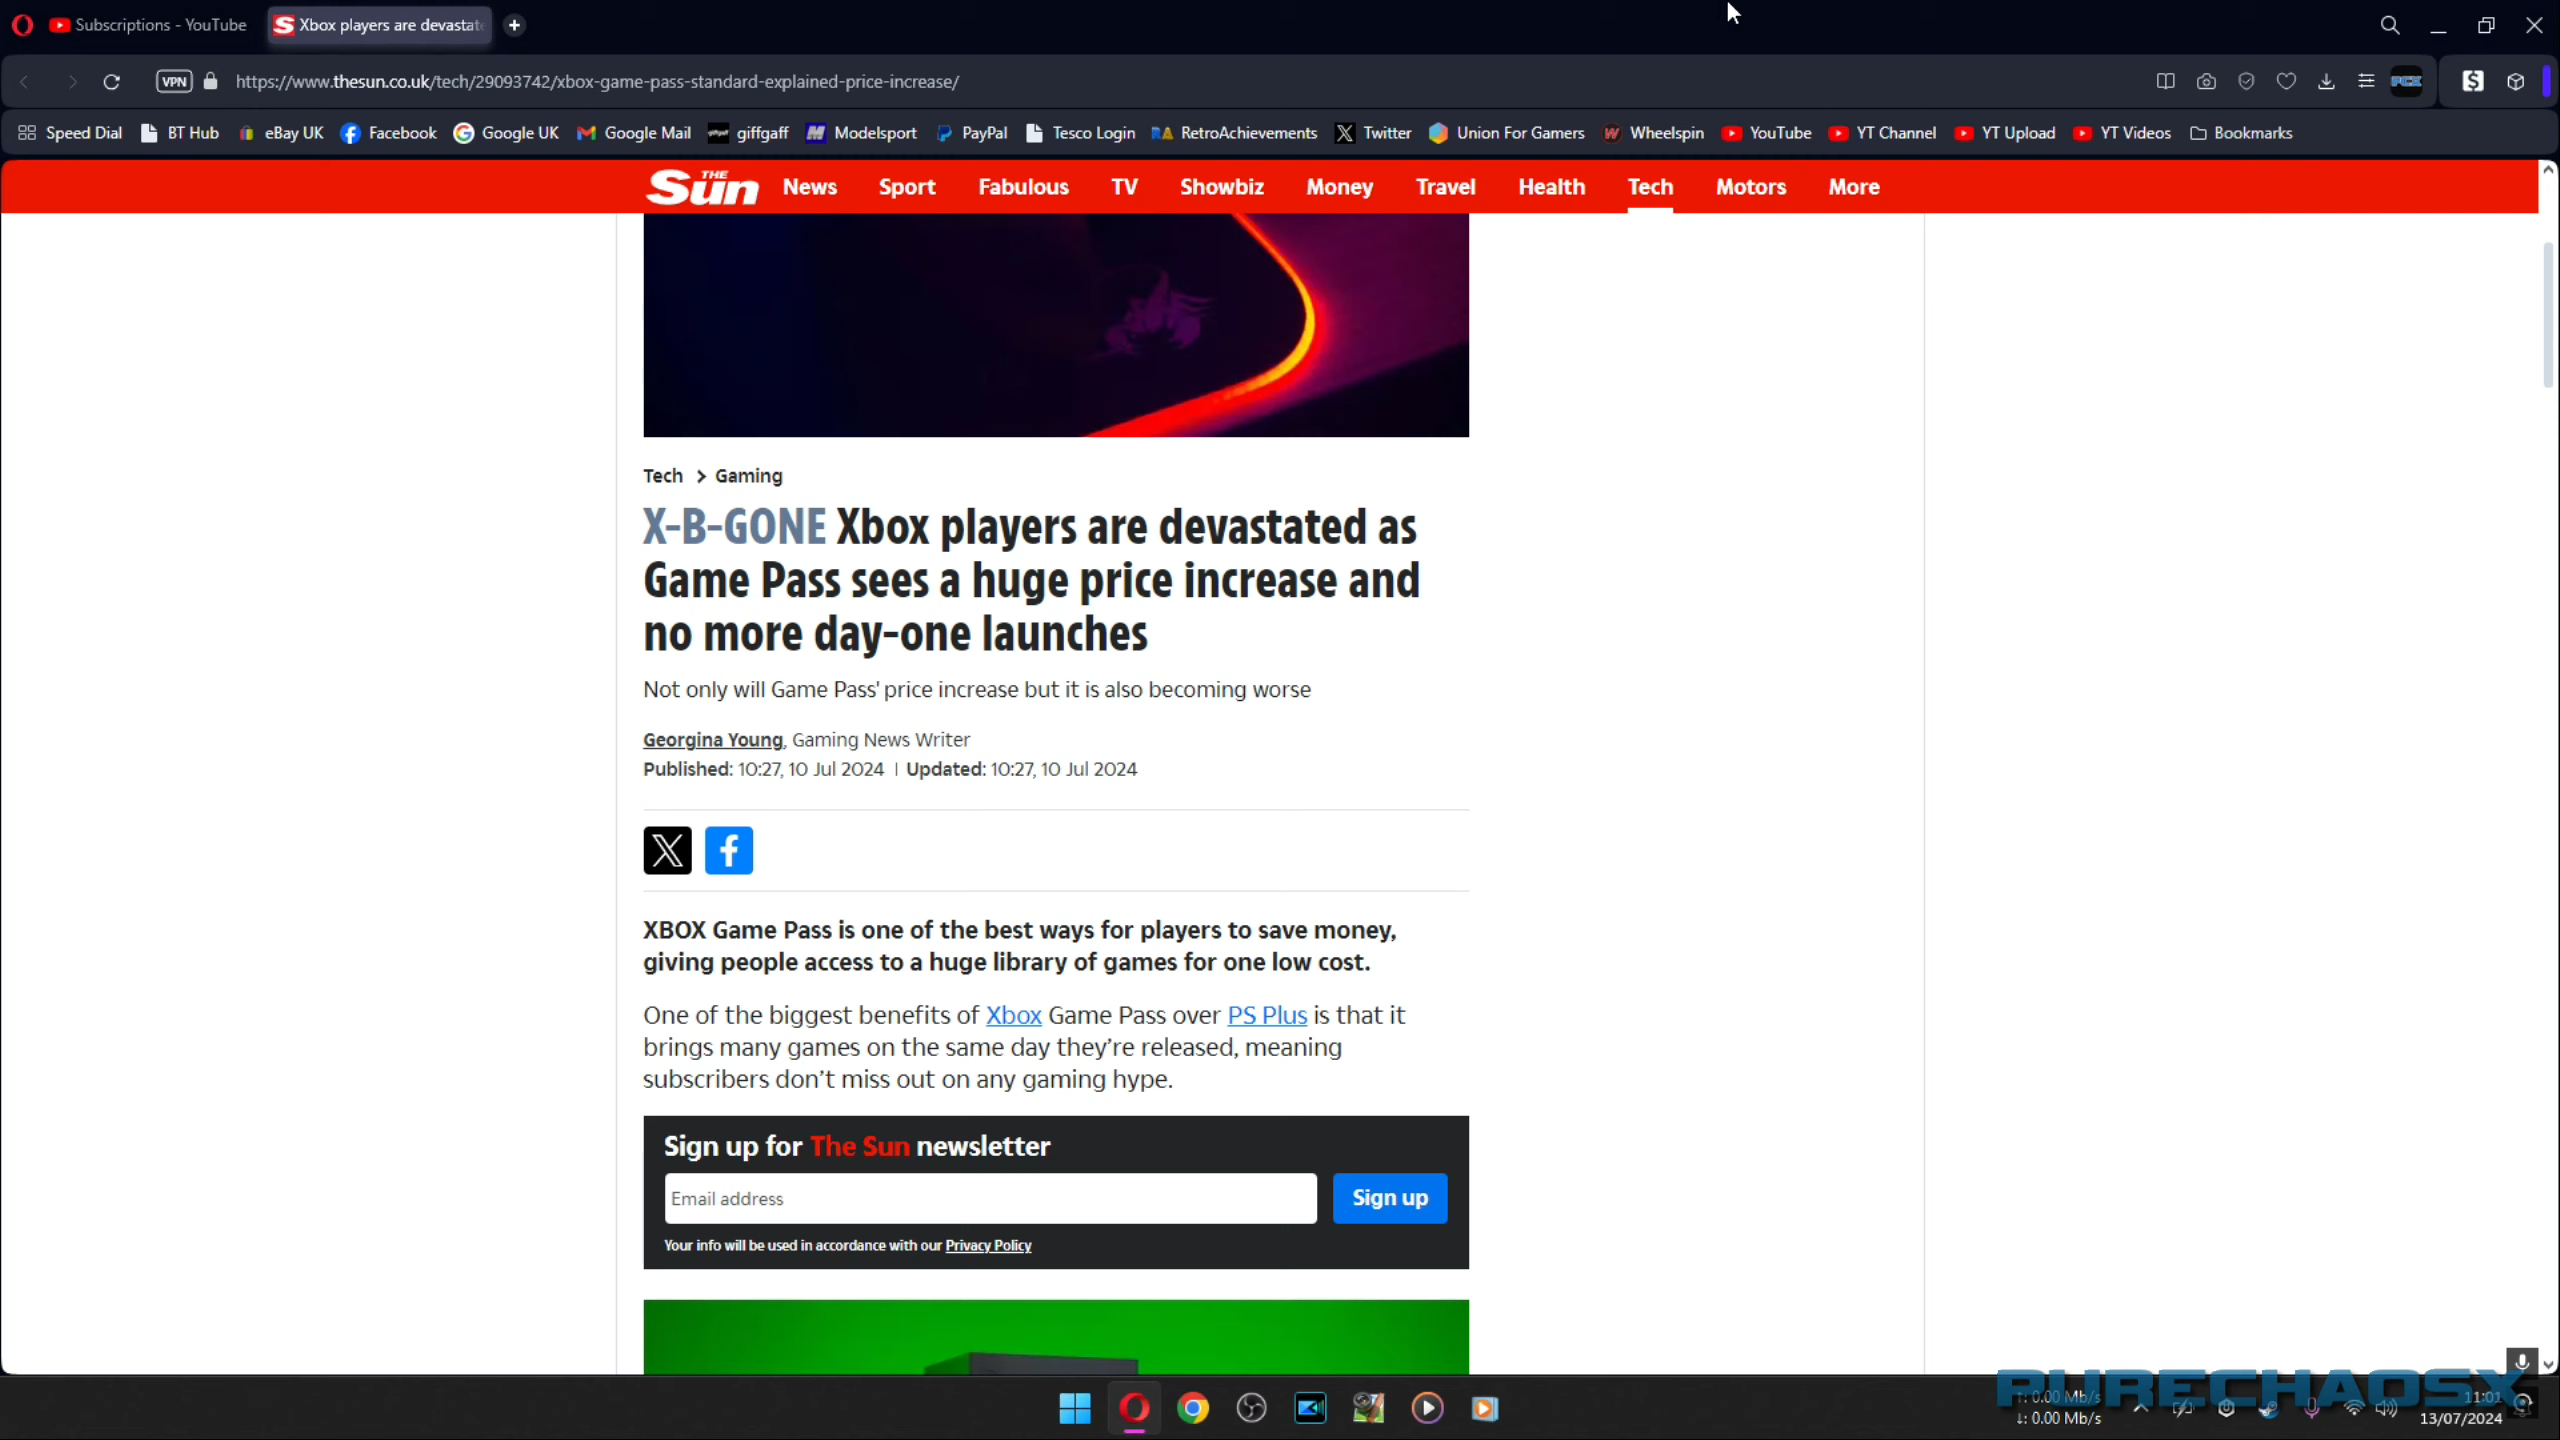 Subscriptions - YouTube
Xbox players are devastate
VPN
https://www.thesun.co.uk/tech/29093742/xbox-game-pass-standard-explained-price-increase/
PCX
Speed Dial BT Hub eBay UK Facebook Google UK Google Mail giffgaff Modelsport PayPal Tesco Login RetroAchievements Twitter Union For Gamers Wheelspin YouTube YT Channel YT Upload YT Videos Bookmarks
THE Sun News Sport Fabulous TV Showbiz Money Travel Health Tech Motors More
Tech > Gaming
X-B-GONE Xbox players are devastated as
Game Pass sees a huge price increase and
no more day-one launches
Not only will Game Pass' price increase but it is also becoming worse
Georgina Young, Gaming News Writer
Published: 10:27, 10 Jul 2024 | Updated: 10:27, 10 Jul 2024
XBOX Game Pass is one of the best ways for players to save money,
giving people access to a huge library of games for one low cost.
One of the biggest benefits of Xbox Game Pass over PS Plus is that it
brings many games on the same day they're released, meaning
subscribers don't miss out on any gaming hype.
Sign up for The Sun newsletter
Email address
Sign up
Your info will be used in accordance with our Privacy Policy
PURECHAOSX
↑: 0.00 Mb/s
↓: 0.00 Mb/s
11:01
13/07/2024